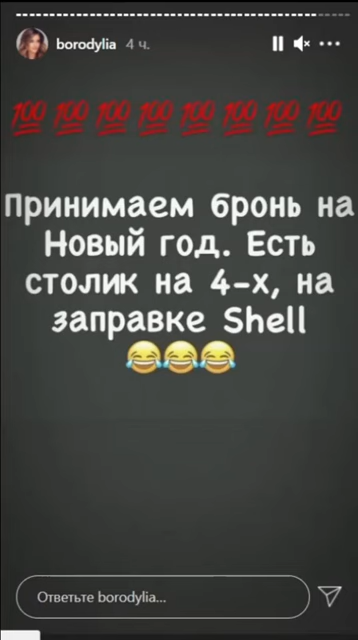 borodylia 4 ч.
💯 💯 💯 💯 💯 💯 💯 💯
Принимаем бронь на
Новый год. Есть
столик на 4-х, на
заправке Shell
😂😂😂
Ответьте borodylia...